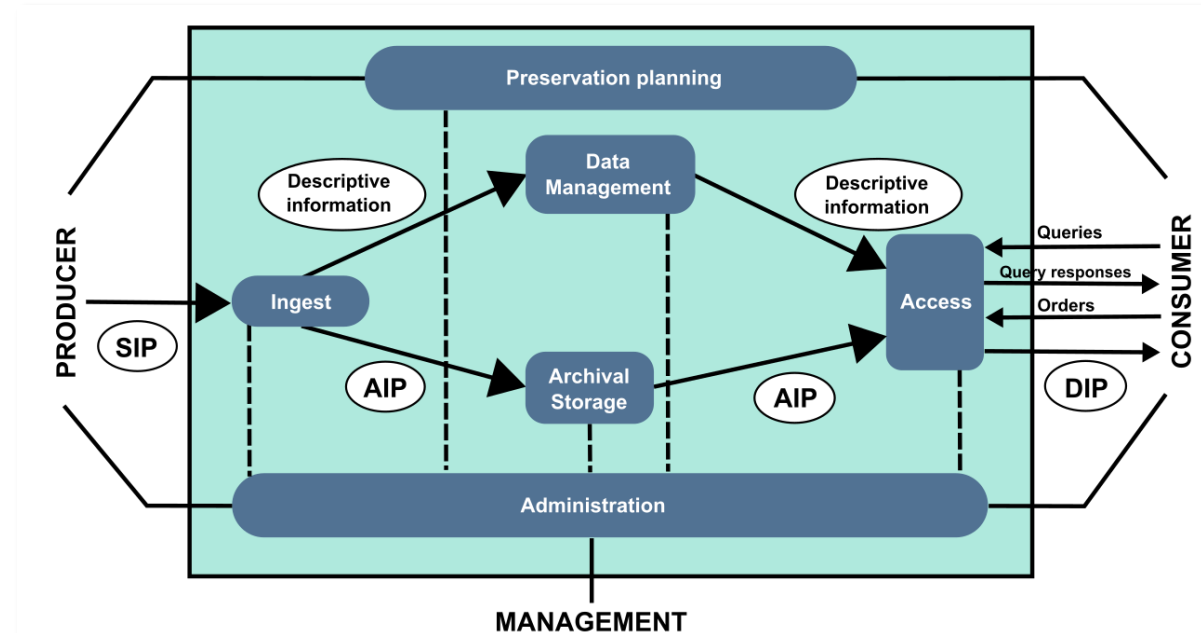 Preservation planning
Data
Management
Descriptive
information
Descriptive
information
PRODUCER
SIP
Ingest
AIP
Archival
Storage
AIP
Access
Queries
Query responses
Orders
DIP
CONSUMER
Administration
MANAGEMENT